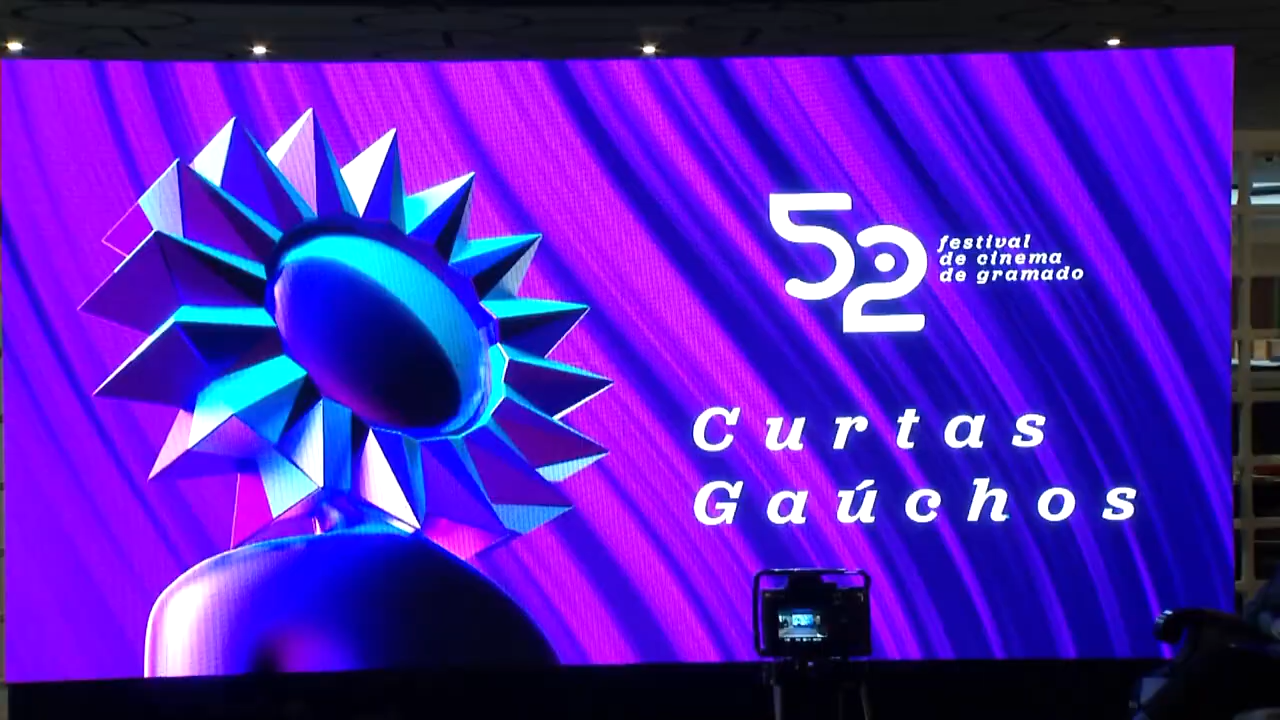 52
festival
de cinema
de gramado
Curtas
Gaúchos